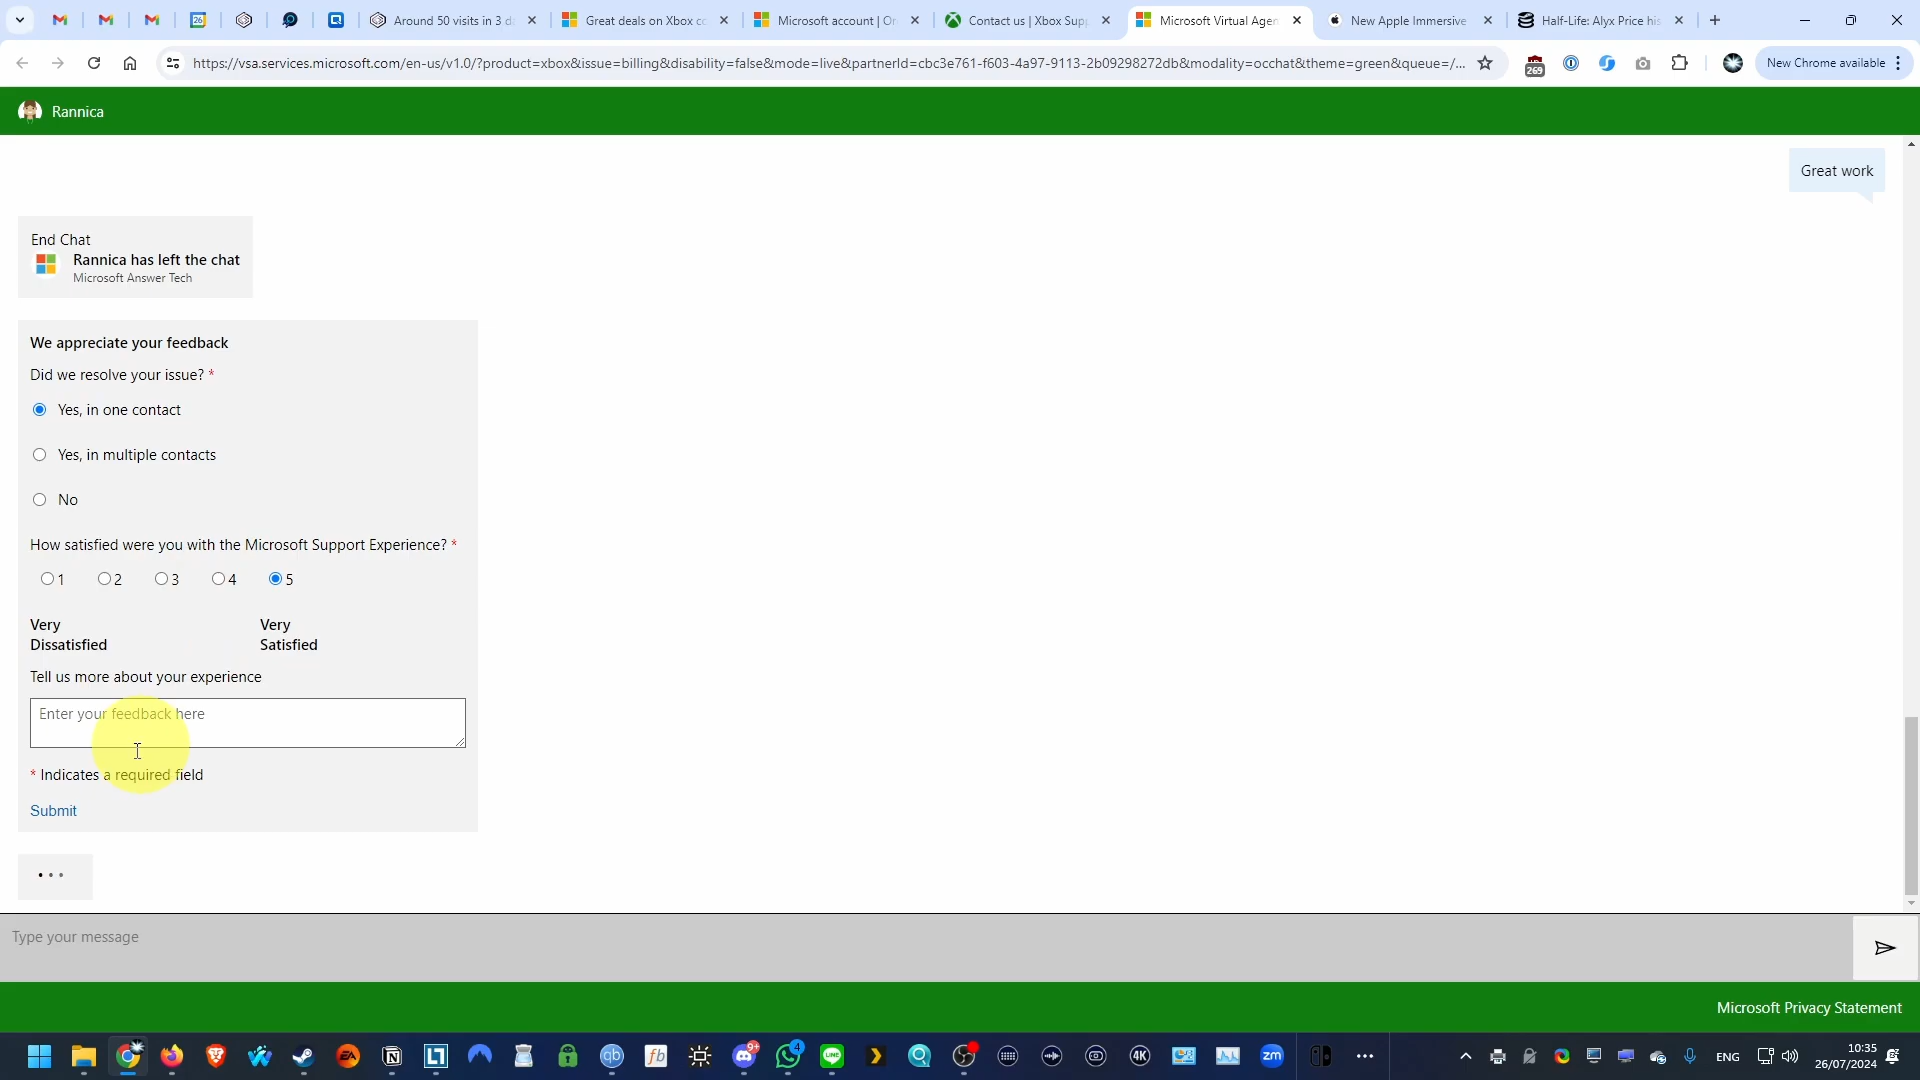 Around 50 visits in 3 d
Great deals on Xbox co
Microsoft account | O
Contact us | Xbox Supp
Microsoft Virtual Agen
New Apple Immersive
Half-Life: Alyx Price his
https://vsa.services.microsoft.com/en-us/v1.0/?product=xbox&issue=billing&disability=false&mode=live&partnerId=cbc3e761-f603-4a97-9113-2b09298272db&modality=occhat&theme=green&queue=/...
269
New Chrome available
Rannica
Great work
End Chat
Rannica has left the chat
Microsoft Answer Tech
We appreciate your feedback
Did we resolve your issue? *
Yes, in one contact
Yes, in multiple contacts
No
How satisfied were you with the Microsoft Support Experience? *
1 2 3 4 5
Very Dissatisfied
Very Satisfied
Tell us more about your experience
Enter your feedback here
* Indicates a required field
Submit
Type your message
Microsoft Privacy Statement
ENG
10:35
26/07/2024